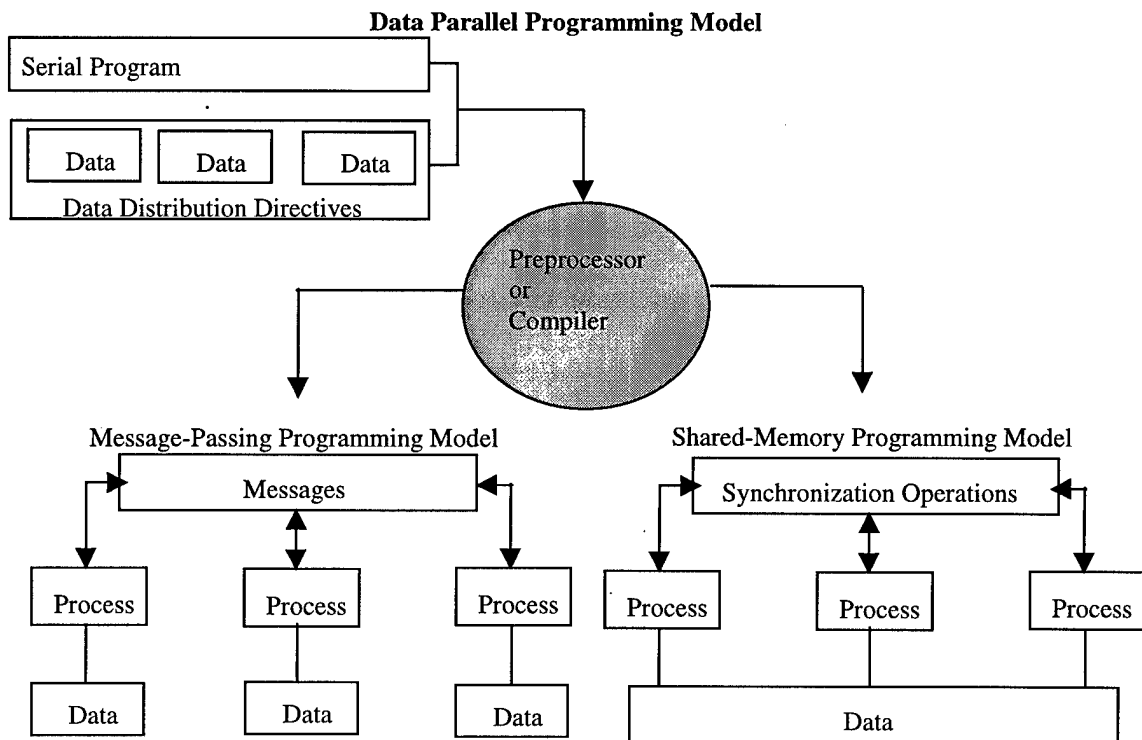 Data Parallel Programming Model
Serial Program
Data Data Data
Data Distribution Directives
Preprocessor
or
Compiler
Message-Passing Programming Model
Messages
Process Process Process
Data Data Data
Shared-Memory Programming Model
Synchronization Operations
Process Process Process
Data